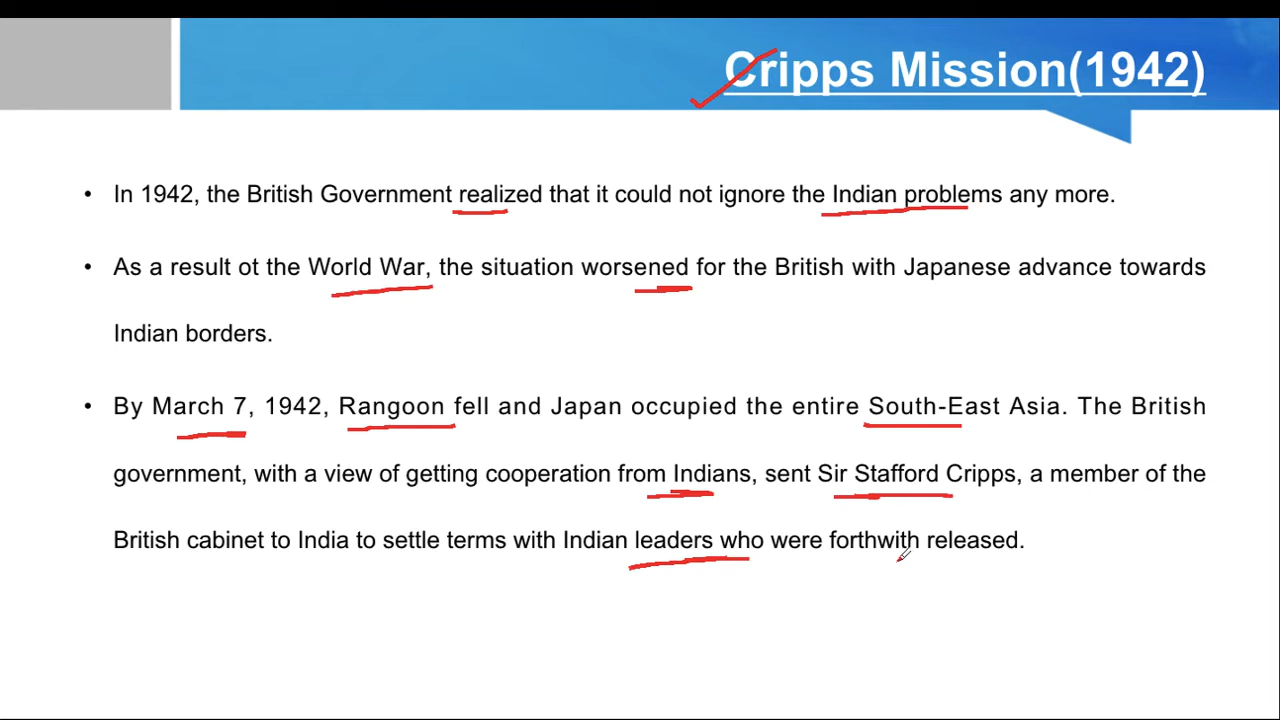 Cripps Mission(1942)
• In 1942, the British Government realized that it could not ignore the Indian problems any more.
• As a result ot the World War, the situation worsened for the British with Japanese advance towards
Indian borders.
• By March 7, 1942, Rangoon fell and Japan occupied the entire South-East Asia. The British
government, with a view of getting cooperation from Indians, sent Sir Stafford Cripps, a member of the
British cabinet to India to settle terms with Indian leaders who were forthwith released.